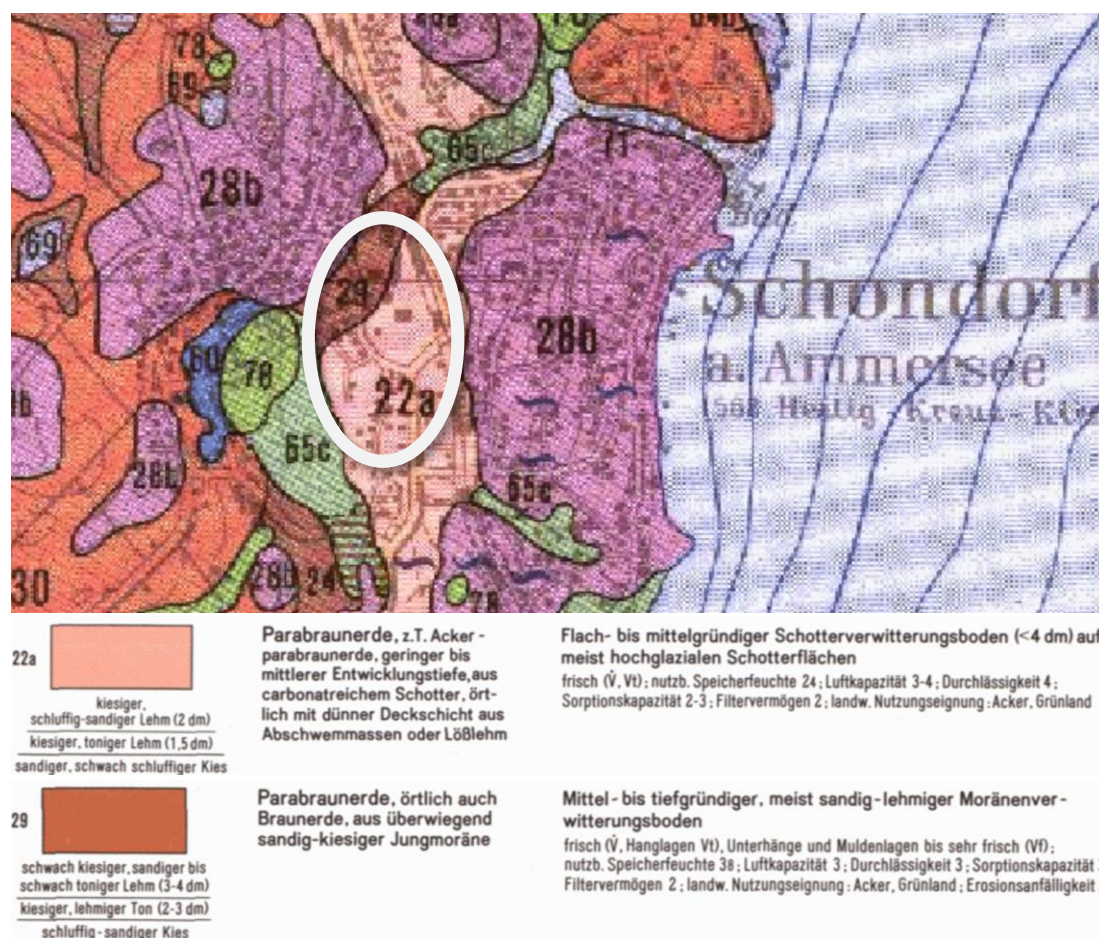 78
69
28b
65c
11
69
29
Schondorf
28b
a. Ammersee
60
78
22a
65c
28b
65c
30
24
78
22a
kiesiger,
schluffig-sandiger Lehm (2 dm)
kiesiger, toniger Lehm (1,5 dm)
sandiger, schwach schluffiger Kies
Parabraunerde, z.T. Acker-
parabraunerde, geringer bis
mittlerer Entwicklungstiefe, aus
carbonatreichem Schotter, ört-
lich mit dünner Deckschicht aus
Abschwemmassen oder Lößlehm
Flach- bis mittelgründiger Schotterverwitterungsboden (<4 dm) auf
meist hochglazialen Schotterflächen
frisch (V̇, Vt); nutzb. Speicherfeuchte 24; Luftkapazität 3-4; Durchlässigkeit 4;
Sorptionskapazität 2-3; Filtervermögen 2; landw. Nutzungseignung: Acker, Grünland
29
schwach kiesiger, sandiger bis
schwach toniger Lehm (3-4 dm)
kiesiger, lehmiger Ton (2-3 dm)
schluffig-sandiger Kies
Parabraunerde, örtlich auch
Braunerde, aus überwiegend
sandig-kiesiger Jungmoräne
Mittel- bis tiefgründiger, meist sandig-lehmiger Moränenver-
witterungsboden
frisch (V̇, Hanglagen Vt), Unterhänge und Muldenlagen bis sehr frisch (Vf);
nutzb. Speicherfeuchte 38; Luftkapazität 3; Durchlässigkeit 3; Sorptionskapazität
Filtervermögen 2; landw. Nutzungseignung: Acker, Grünland; Erosionsanfälligkeit